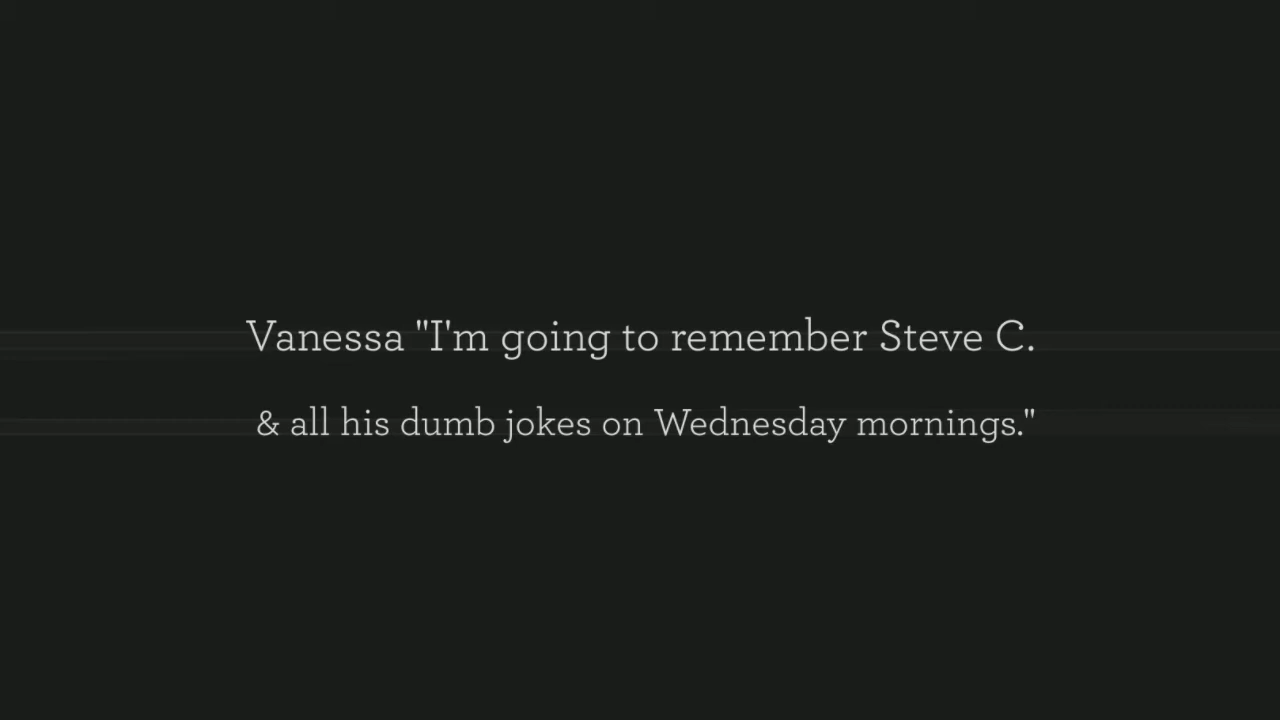 Vanessa "I'm going to remember Steve C.
& all his dumb jokes on Wednesday mornings."